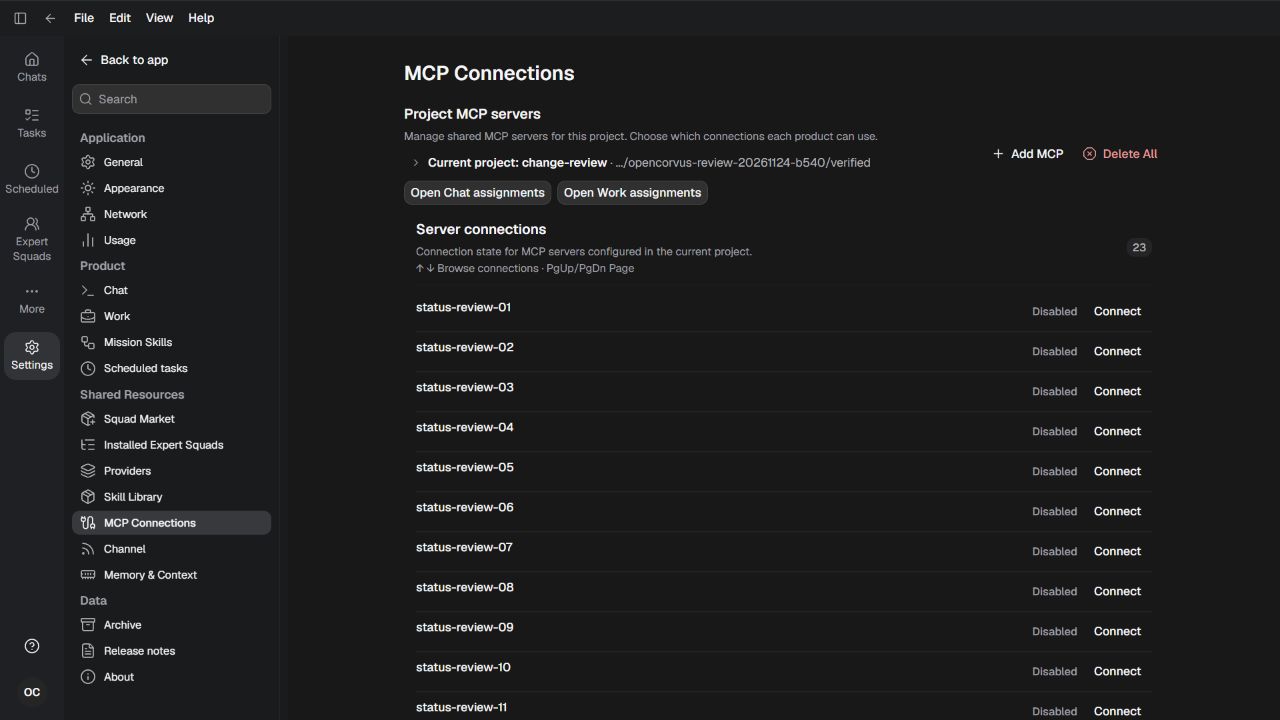 File Edit View Help
Chats
Tasks
Scheduled
Expert
Squads
More
Settings
OC
Back to app
Search
Application
General
Appearance
Network
Usage
Product
Chat
Work
Mission Skills
Scheduled tasks
Shared Resources
Squad Market
Installed Expert Squads
Providers
Skill Library
MCP Connections
Channel
Memory & Context
Data
Archive
Release notes
About
MCP Connections
Project MCP servers
Manage shared MCP servers for this project. Choose which connections each product can use.
Current project: change-review · .../opencorvus-review-20261124-b540/verified
+ Add MCP Delete All
Open Chat assignments Open Work assignments
Server connections
Connection state for MCP servers configured in the current project.
↑ ↓ Browse connections · PgUp/PgDn Page
23
status-review-01 Disabled Connect
status-review-02 Disabled Connect
status-review-03 Disabled Connect
status-review-04 Disabled Connect
status-review-05 Disabled Connect
status-review-06 Disabled Connect
status-review-07 Disabled Connect
status-review-08 Disabled Connect
status-review-09 Disabled Connect
status-review-10 Disabled Connect
status-review-11 Disabled Connect